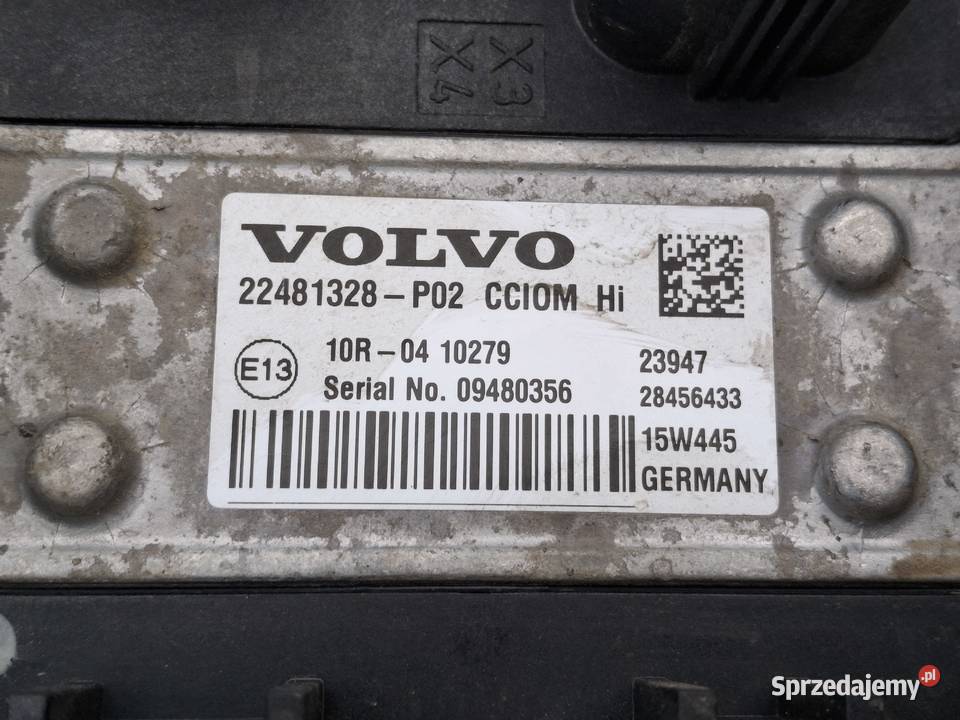 X3
X4
VOLVO
22481328-P02 CCIOM Hi
E13
10R-04 10279
23947
Serial No. 09480356
28456433
15W445
GERMANY
Sprzedajemy.pl